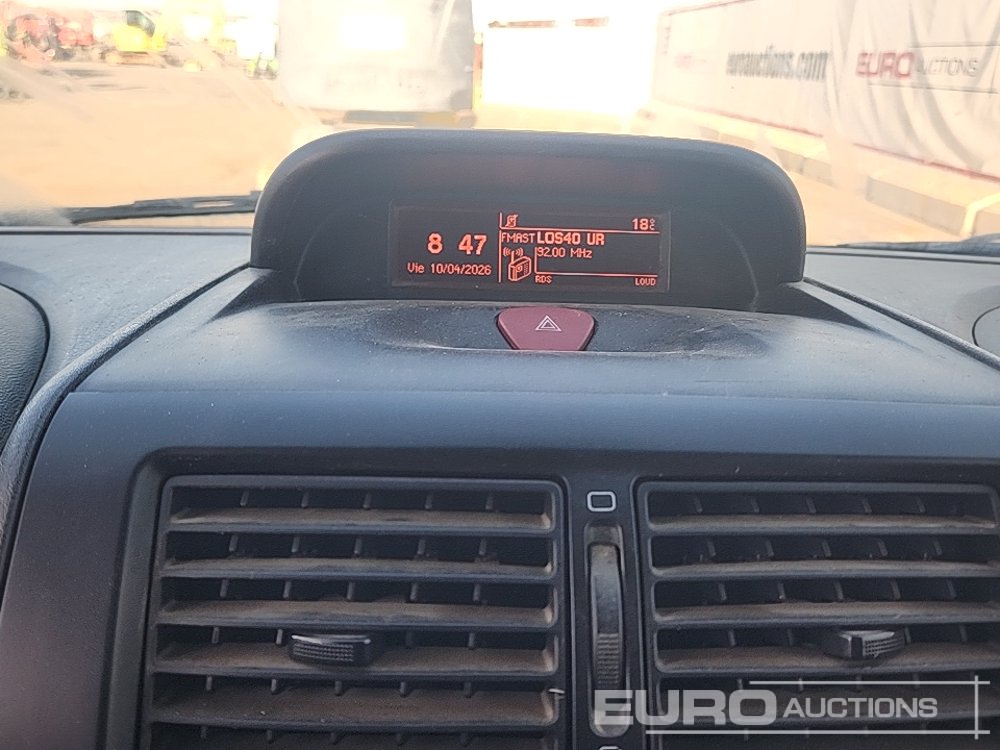 euroauctions.com
EURO AUCTIONS
18°C
8 47
FMAST LOS40 UR
92.00 MHz
Vie 10/04/2026
RDS
LOUD
EURO AUCTIONS